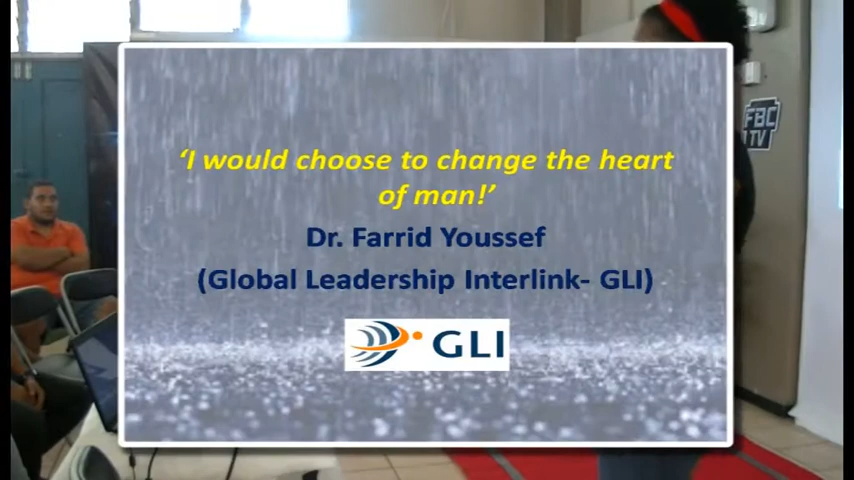 ‘I would choose to change the heart
of man!’
Dr. Farrid Youssef
(Global Leadership Interlink- GLI)
GLI
FBC
TV